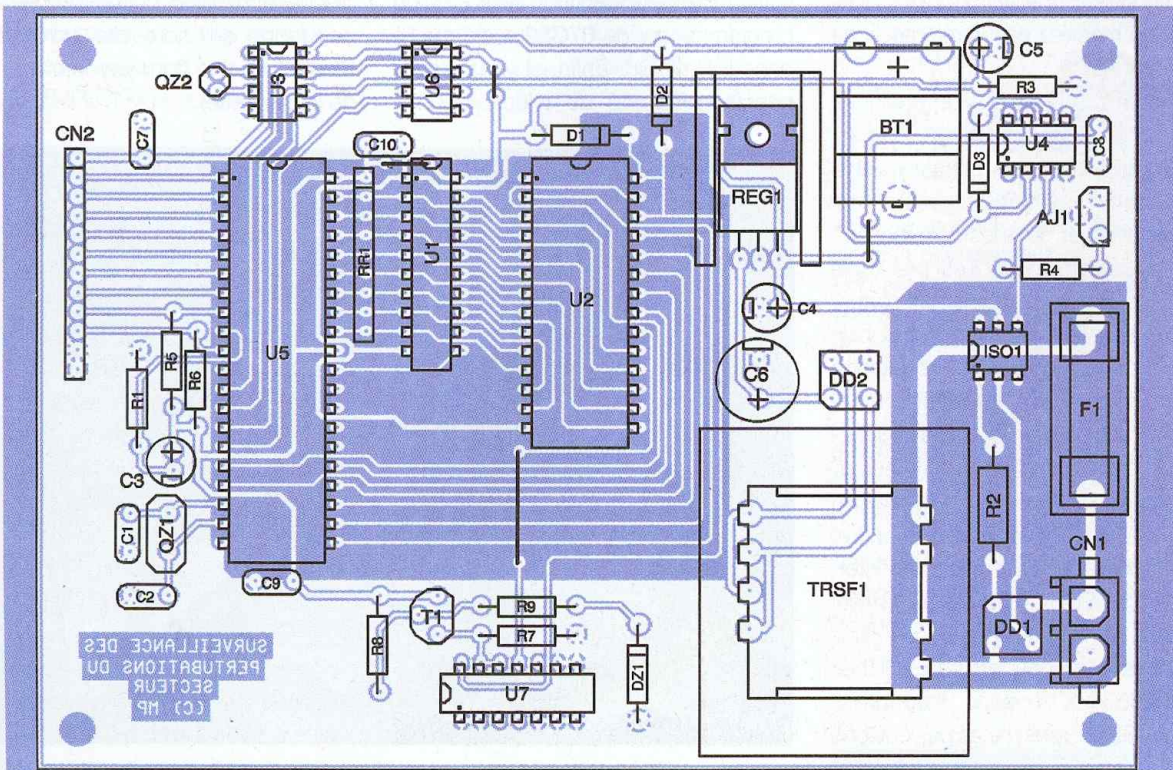 C5
QZ2
U3
U6
R3
CN2
C7
D2
D1
BT1
C10
D3
U4
C8
REG1
AJ1
RR1
U1
R4
U2
C4
U5
R5
R6
ISO1
R1
C6
DD2
F1
C3
R2
C1
QZ1
CN1
C9
C2
TRSF1
T1
R9
R7
DD1
R8
SURVEILLANCE DES
PERTUBATIONS DU
SECTEUR
(C) MP
U7
DZ1